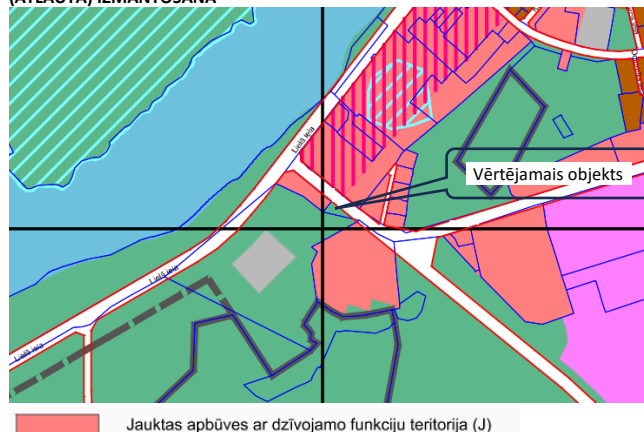 (ATĻAUTĀ) IZMANTOŠANA
Lielā iela
Vērtējamais objekts
Lielā iela
Lielā iela
Jauktas apbūves ar dzīvojamo funkciju teritorija (J)